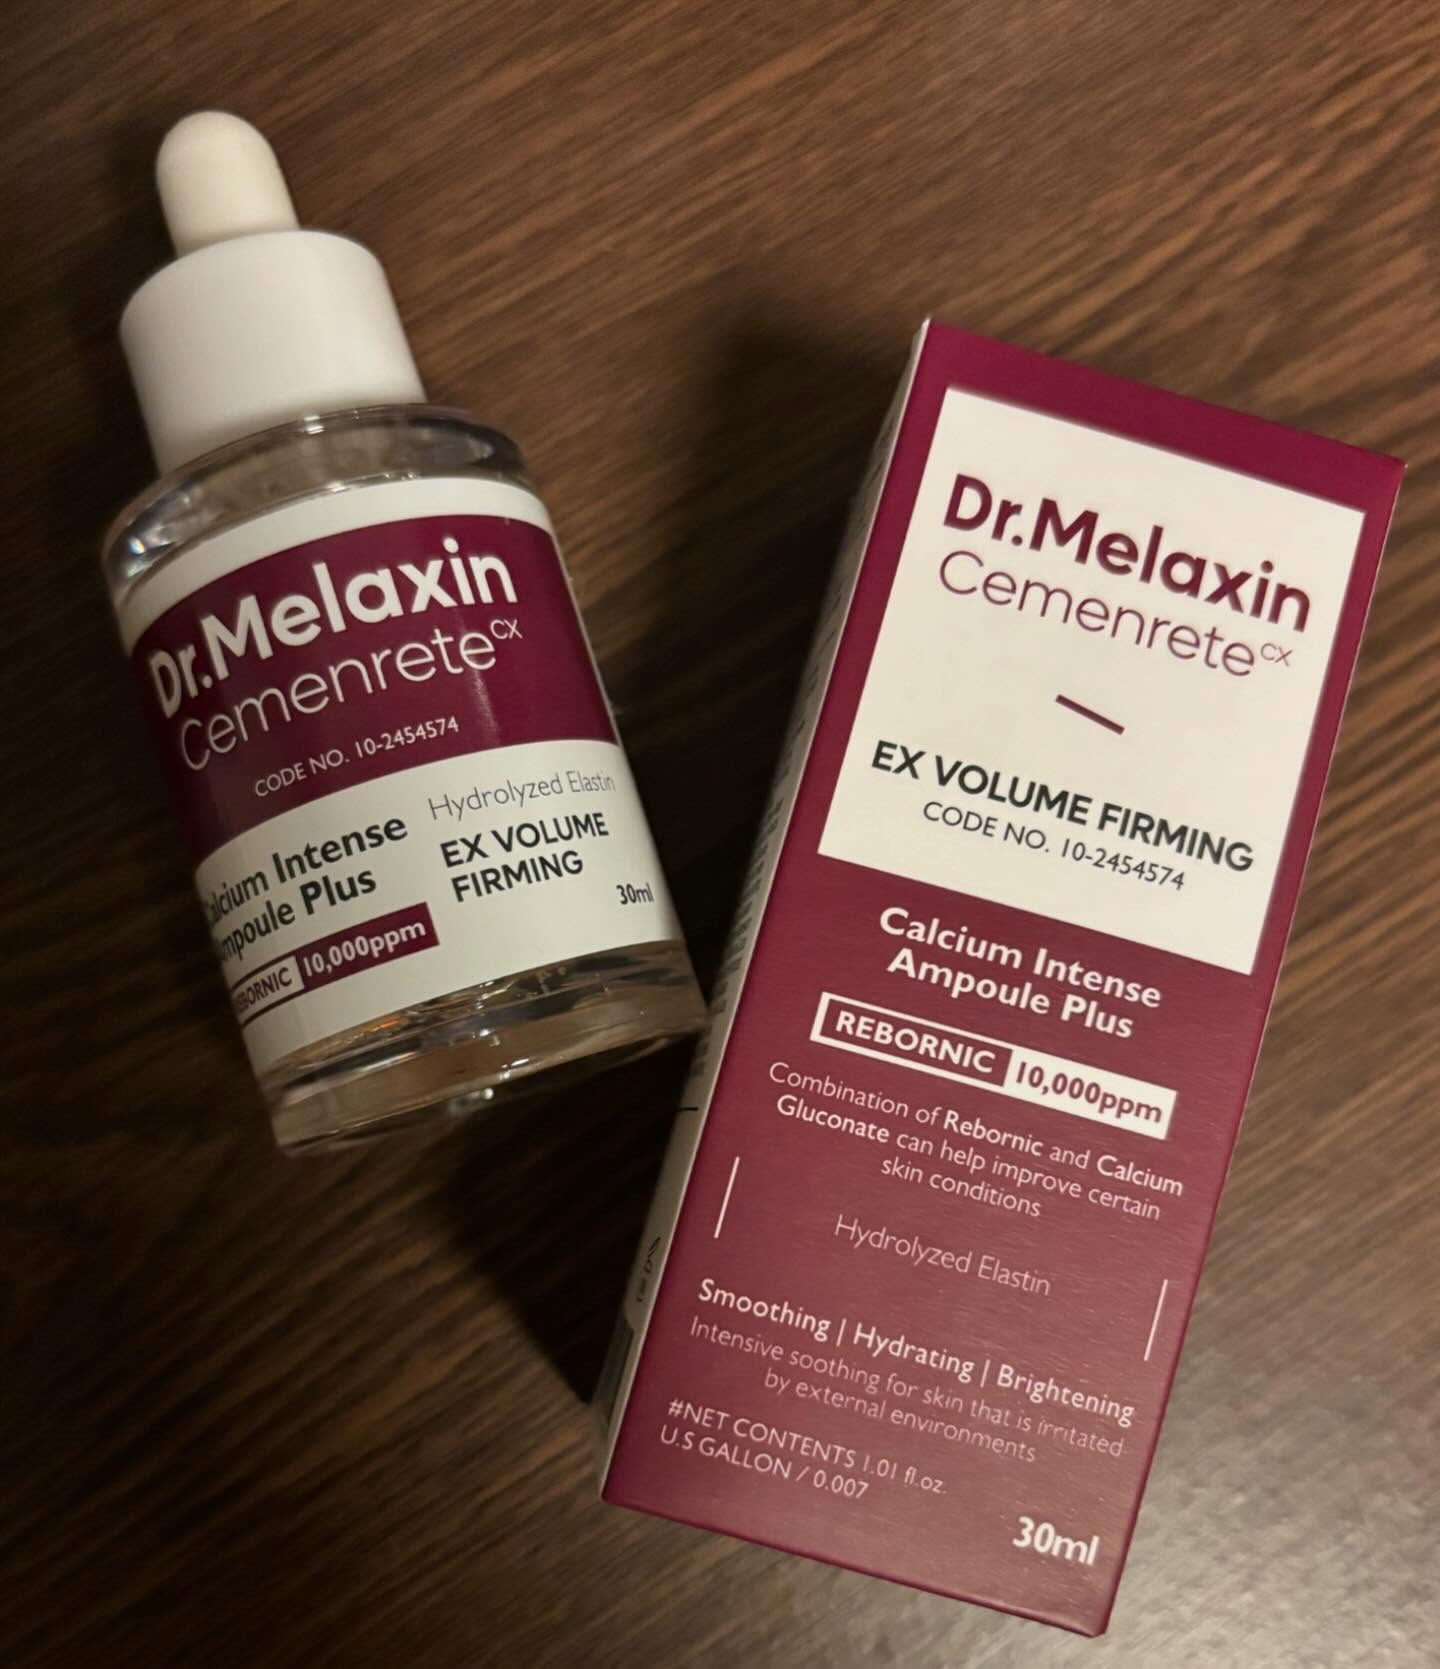 Dr.Melaxin
Cemenrete CX
CODE NO. 10-2454574
Hydrolyzed Elastin
EX VOLUME
FIRMING
30ml
Calcium Intense
Ampoule Plus
REBORNIC 10,000ppm
Dr.Melaxin
Cemenrete CX
EX VOLUME FIRMING
CODE NO. 10-2454574
Calcium Intense
Ampoule Plus
REBORNIC 10,000ppm
Combination of Rebornic and Calcium
Gluconate can help improve certain
skin conditions
Hydrolyzed Elastin
Smoothing | Hydrating | Brightening
Intensive soothing for skin that is irritated
by external environments
#NET CONTENTS 1.01 fl.oz.
U.S GALLON / 0.007
30ml